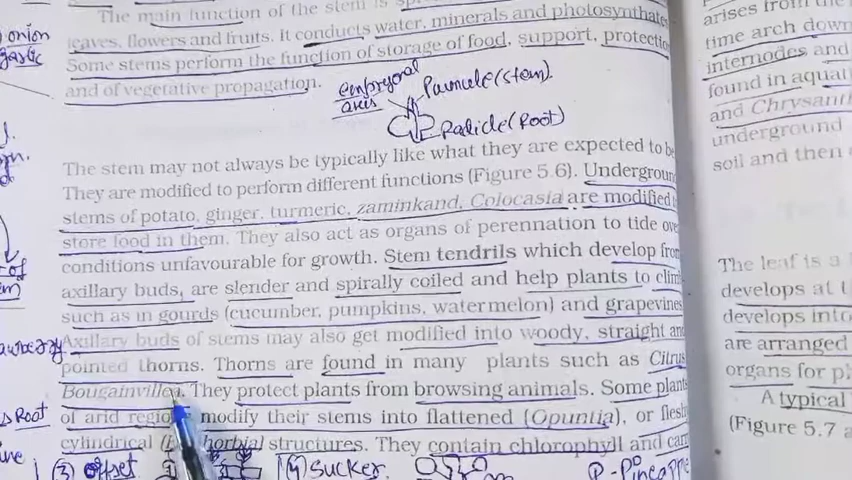 The main function of the stem is
onion
leaves, flowers and fruits. It conducts water, minerals and photosynthates
Some stems perform the function of storage of food, support, protection
and of vegetative propagation.
embryonal
axis
(stem)
Radicle (Root)
The stem may not always be typically like what they are expected to be
They are modified to perform different functions (Figure 5.6). Underground
stems of potato, ginger, turmeric, zaminkand, Colocasia are modified
store food in them. They also act as organs of perennation to tide over
conditions unfavourable for growth. Stem tendrils which develop from
axillary buds, are slender and spirally coiled and help plants to climb
such as in gourds (cucumber, pumpkins, watermelon) and grapevines
Axillary buds of stems may also get modified into woody, straight and
pointed thorns. Thorns are found in many plants such as Citrus
Bougainvillea. They protect plants from browsing animals. Some plants
Root
of arid regions modify their stems into flattened (Opuntia), or fleshy
cylindrical structures. They contain chlorophyll and carr
③ offset
④ sucker
arises from the
time arch down
internodes and
found in aquat
and Chrysanth
underground
soil and then
The leaf is a
develops at t
develops into
are arranged
organs for p
A typical
(Figure 5.7 a